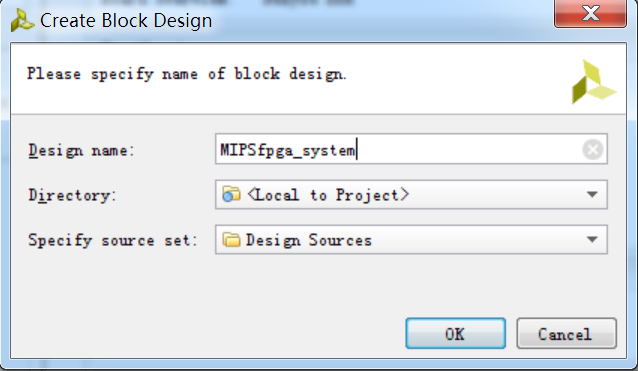 Create Block Design
Please specify name of block design.
Design name: MIPSfpga_system
Directory: <Local to Project>
Specify source set: Design Sources
OK Cancel